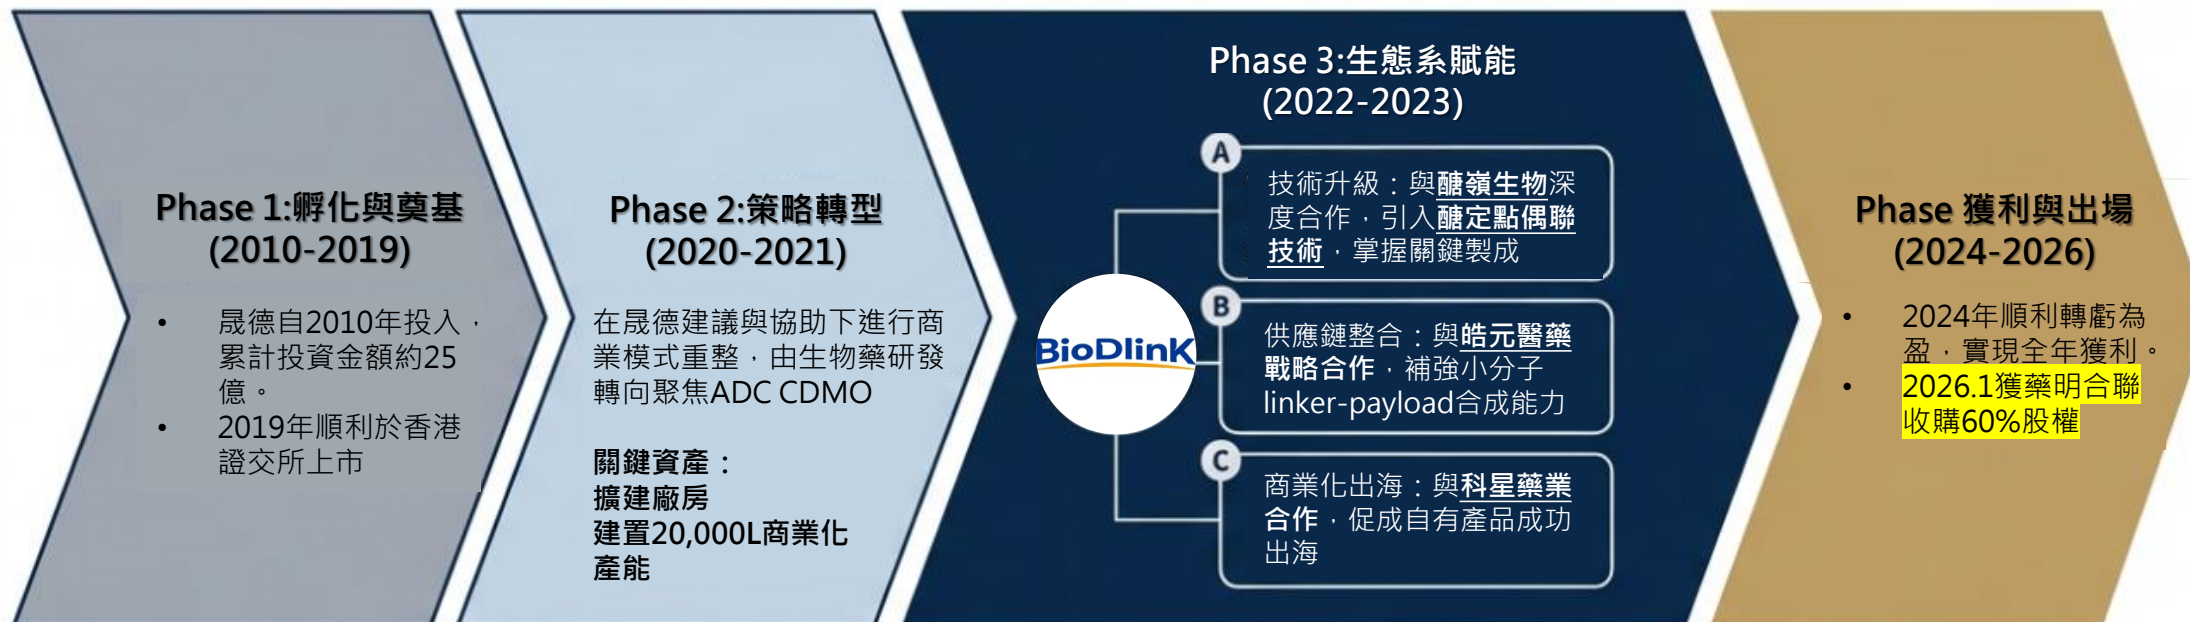 Phase 1:孵化與奠基
(2010-2019)
• 晟德自2010年投入，
累計投資金額約25
億。
• 2019年順利於香港
證交所上市
Phase 2:策略轉型
(2020-2021)
在晟德建議與協助下進行商
業模式重整，由生物藥研發
轉向聚焦ADC CDMO
關鍵資產：
擴建廠房
建置20,000L商業化
產能
Phase 3:生態系賦能
(2022-2023)
BioDlink
A
技術升級：與醣嶺生物深
度合作，引入醣定點偶聯
技術，掌握關鍵製成
B
供應鏈整合：與皓元醫藥
戰略合作，補強小分子
linker-payload合成能力
C
商業化出海：與科星藥業
合作，促成自有產品成功
出海
Phase 獲利與出場
(2024-2026)
• 2024年順利轉虧為
盈，實現全年獲利。
• 2026.1獲藥明合聯
收購60%股權